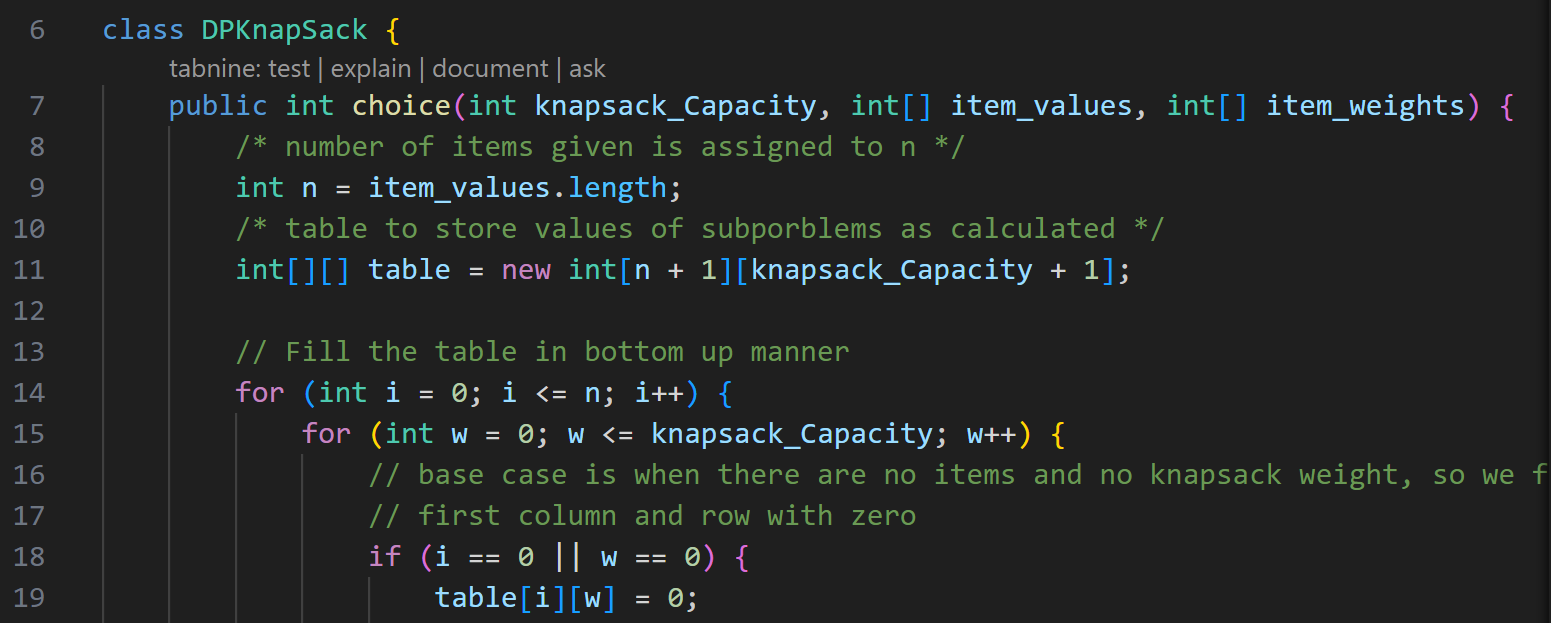 6 class DPKnapSack {
tabnine: test | explain | document | ask
7 public int choice(int knapsack_Capacity, int[] item_values, int[] item_weights) {
8 /* number of items given is assigned to n */
9 int n = item_values.length;
10 /* table to store values of subporblems as calculated */
11 int[][] table = new int[n + 1][knapsack_Capacity + 1];
12
13 // Fill the table in bottom up manner
14 for (int i = 0; i <= n; i++) {
15 for (int w = 0; w <= knapsack_Capacity; w++) {
16 // base case is when there are no items and no knapsack weight, so we f
17 // first column and row with zero
18 if (i == 0 || w == 0) {
19 table[i][w] = 0;